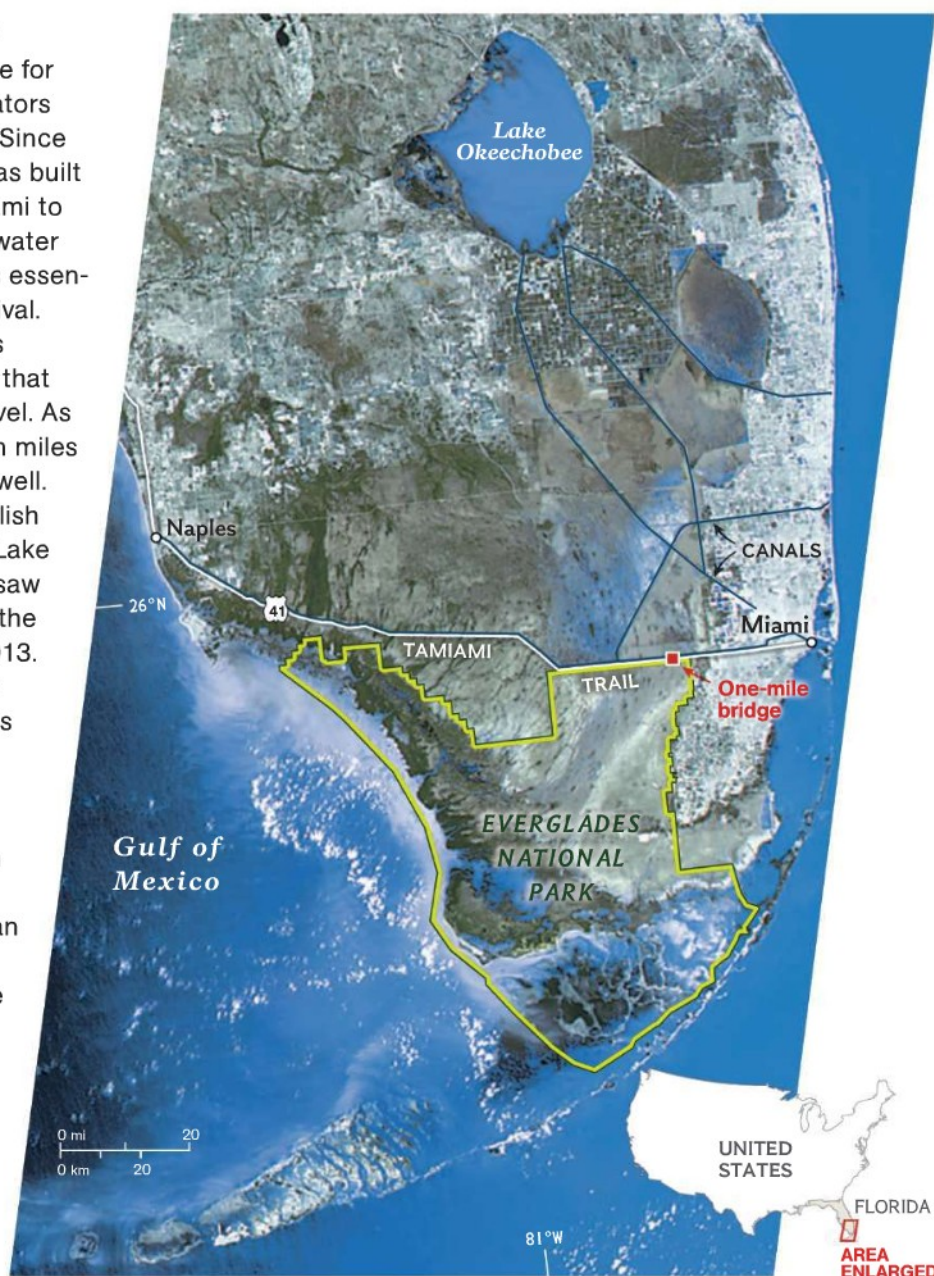 e for
ators
Since
as built
mi to
water
essen-
ival.
s
that
vel. As
n miles
well.
lish
Lake
saw
the
13.
s
an
e
Lake
Okeechobee
Naples
CANALS
26°N
41
Miami
TAMIAMI
TRAIL
One-mile
bridge
EVERGLADES
NATIONAL
PARK
Gulf of
Mexico
0 mi 20
0 km 20
UNITED
STATES
FLORIDA
81°W
AREA
ENLARGED